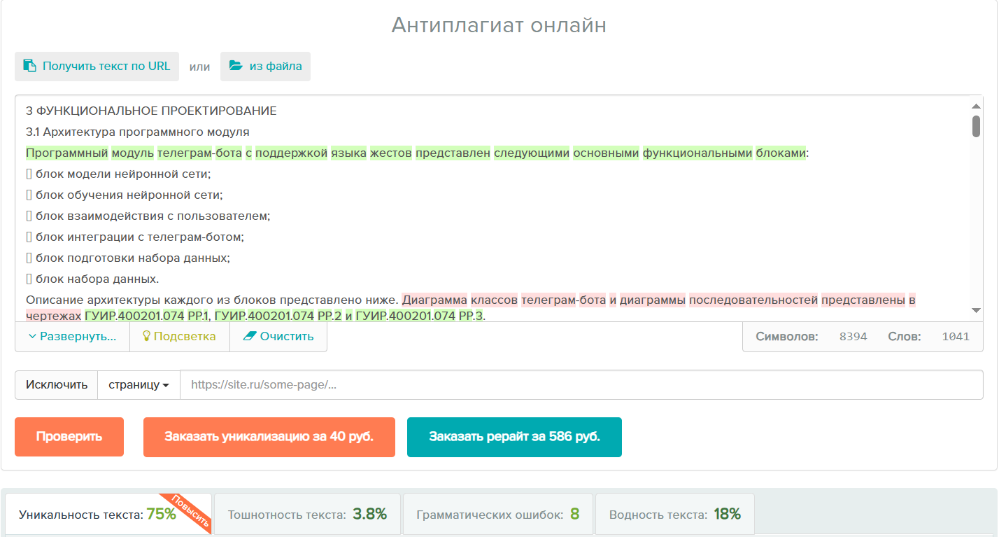 Антиплагиат онлайн
Получить текст по URL или из файла
3 ФУНКЦИОНАЛЬНОЕ ПРОЕКТИРОВАНИЕ
3.1 Архитектура программного модуля
Программный модуль телеграм-бота с поддержкой языка жестов представлен следующими основными функциональными блоками:
блок модели нейронной сети;
блок обучения нейронной сети;
блок взаимодействия с пользователем;
блок интеграции с телеграм-ботом;
блок подготовки набора данных;
блок набора данных.
Описание архитектуры каждого из блоков представлено ниже. Диаграмма классов телеграм-бота и диаграммы последовательностей представлены в
чертежах ГУИР.400201.074 РР.1, ГУИР.400201.074 РР.2 и ГУИР.400201.074 РР.3.
Развернуть... Подсветка Очистить Символов: 8394 Слов: 1041
Исключить страницу https://site.ru/some-page/...
Проверить Заказать уникализацию за 40 руб. Заказать рерайт за 586 руб.
Уникальность текста: 75% Повысить Тошнотность текста: 3.8% Грамматических ошибок: 8 Водность текста: 18%